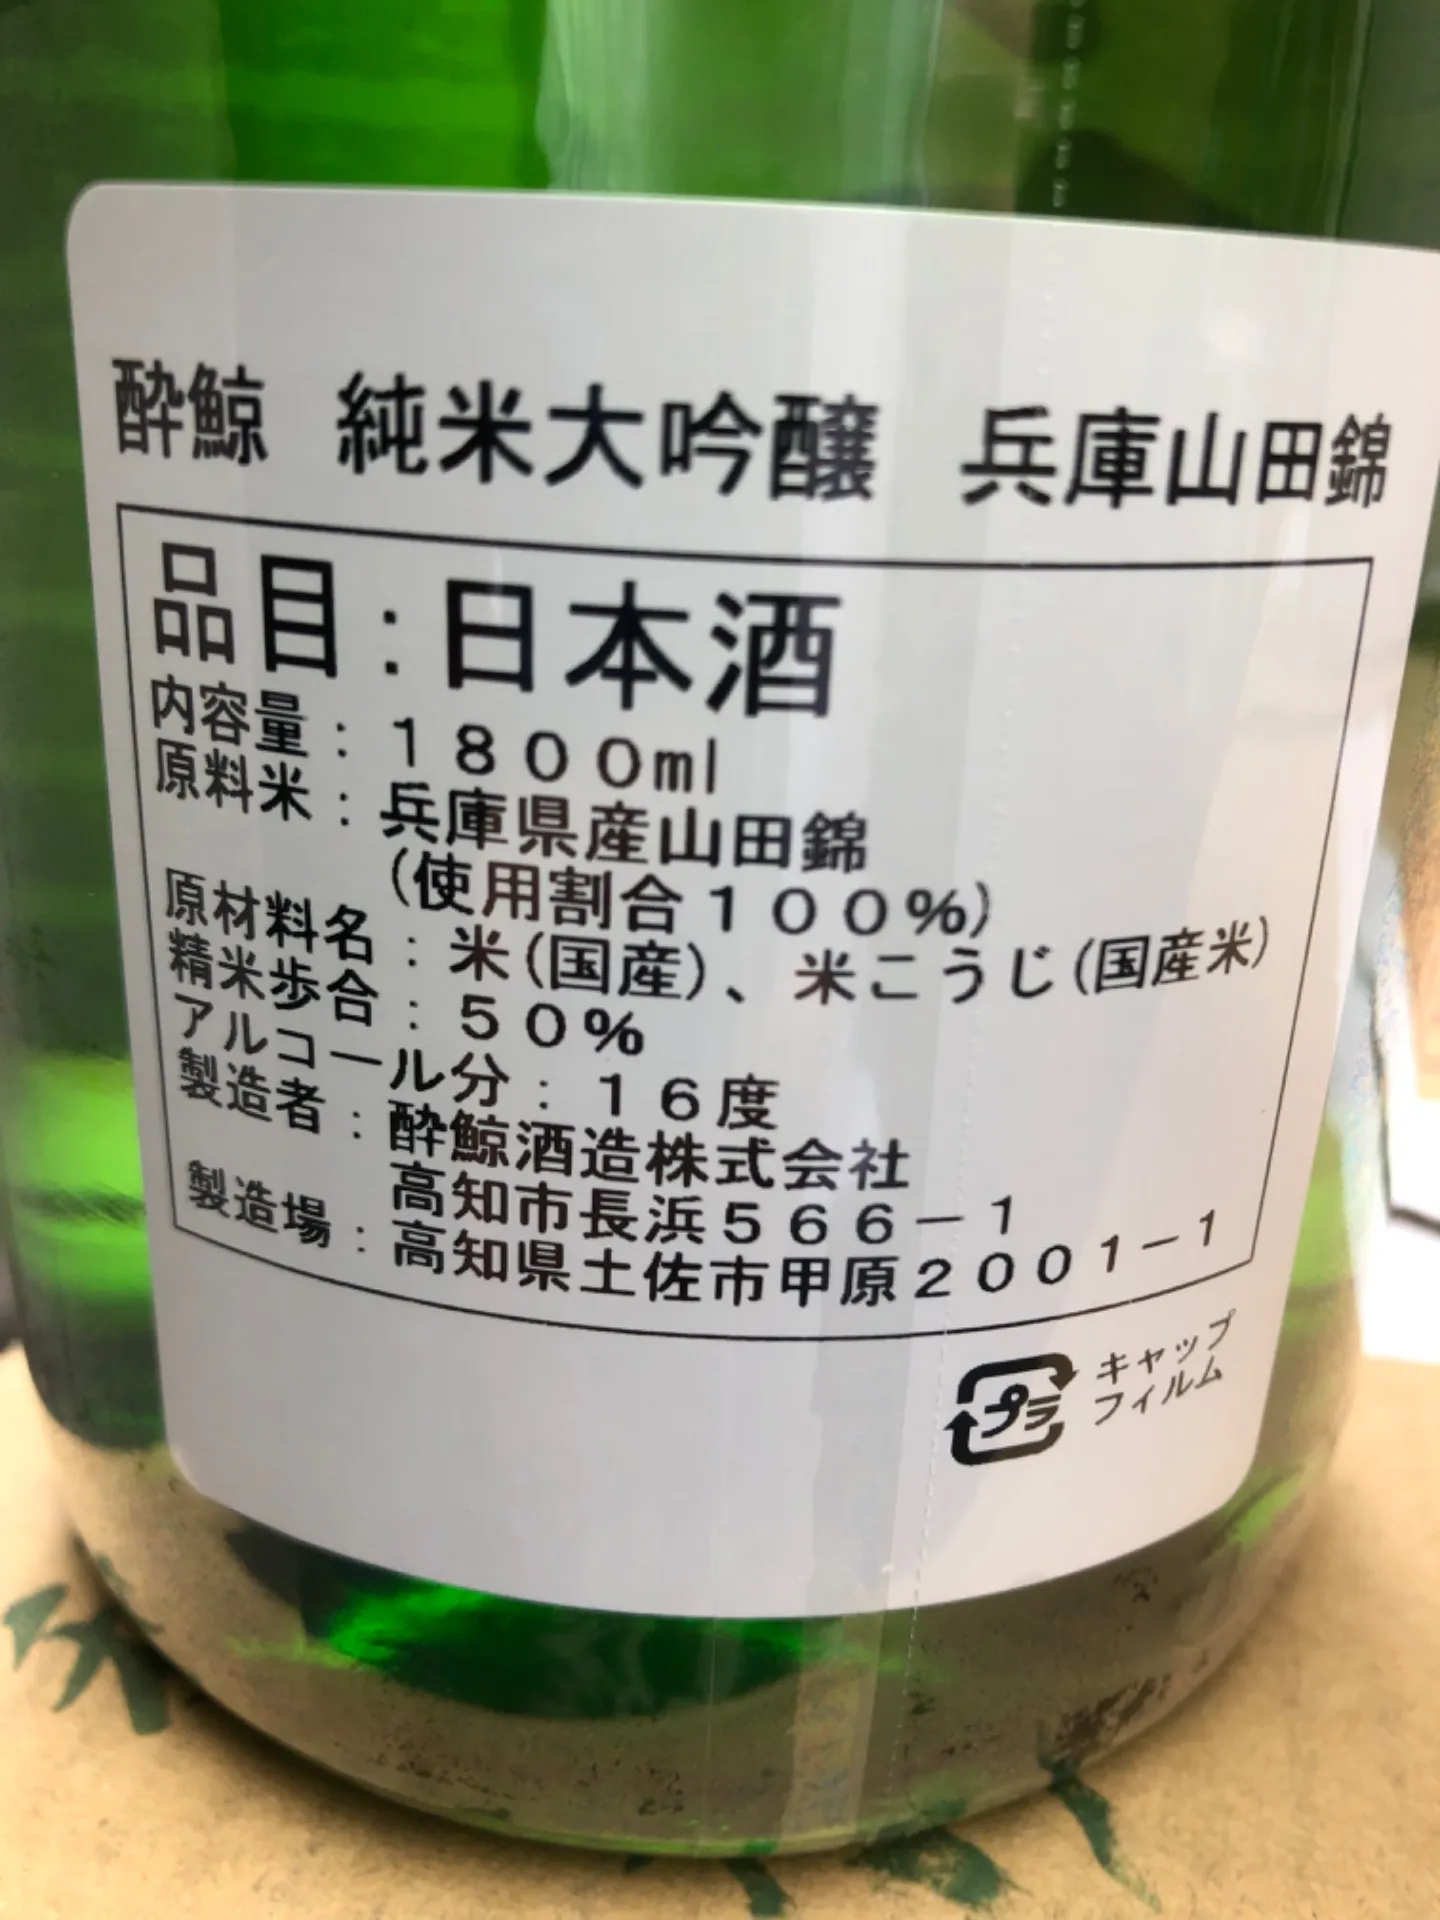 酔鯨　純米大吟醸　兵庫山田錦
品目:日本酒
内容量:1800ml
原料米:兵庫県産山田錦
(使用割合100%)
原材料名:米(国産)、米こうじ(国産米)
精米歩合:50%
アルコール分:16度
製造者:酔鯨酒造株式会社
高知市長浜566-1
製造場:高知県土佐市甲原2001-1
プラ
キャップ
フィルム